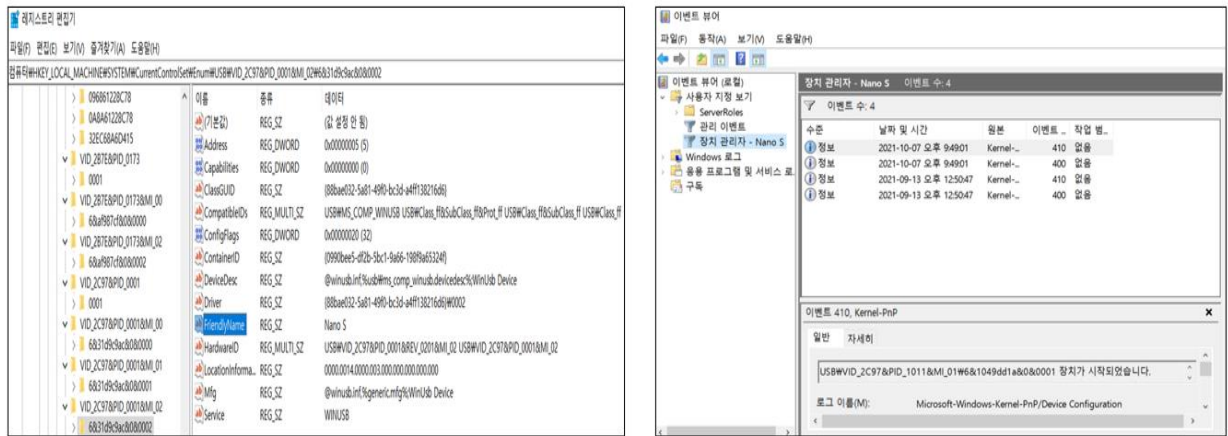 레지스트리 편집기
파일(F) 편집(E) 보기(V) 즐겨찾기(A) 도움말(H)
컴퓨터₩HKEY_LOCAL_MACHINE₩SYSTEM₩CurrentControlSet₩Enum₩USB₩VID_2C97&PID_0001&MI_02₩6&31d9c9ac&0&0002
096861228C78
0A8A61228C78
32EC68A6D415
VID_2B7E&PID_0173
0001
VID_2B7E&PID_0173&MI_00
6&af987cf&0&0000
VID_2B7E&PID_0173&MI_02
6&af987cf&0&0002
VID_2C97&PID_0001
0001
VID_2C97&PID_0001&MI_00
6&31d9c9ac&0&0000
VID_2C97&PID_0001&MI_01
6&31d9c9ac&0&0001
VID_2C97&PID_0001&MI_02
6&31d9c9ac&0&0002
이름 종류 데이터
(기본값) REG_SZ (값 설정 안 됨)
Address REG_DWORD 0x00000005 (5)
Capabilities REG_DWORD 0x00000000 (0)
ClassGUID REG_SZ {88bae032-5a81-49f0-bc3d-a4ff138216d6}
CompatibleIDs REG_MULTI_SZ USB₩MS_COMP_WINUSB USB₩Class_ff&SubClass_ff&Prot_ff USB₩Class_ff&SubClass_ff USB₩Class_ff
ConfigFlags REG_DWORD 0x00000020 (32)
ContainerID REG_SZ {0990bee5-df2b-5bc1-9a66-198f9a65324f}
DeviceDesc REG_SZ @winusb.inf,%usb₩ms_comp_winusb.devicedesc%;WinUsb Device
Driver REG_SZ {88bae032-5a81-49f0-bc3d-a4ff138216d6}₩0002
FriendlyName REG_SZ Nano S
HardwareID REG_MULTI_SZ USB₩VID_2C97&PID_0001&REV_0201&MI_02 USB₩VID_2C97&PID_0001&MI_02
LocationInforma... REG_SZ 0000.0014.0000.003.000.000.000.000.000
Mfg REG_SZ @winusb.inf,%generic.mfg%;WinUsb Device
Service REG_SZ WINUSB
이벤트 뷰어
파일(F) 동작(A) 보기(V) 도움말(H)
이벤트 뷰어 (로컬)
사용자 지정 보기
ServerRoles
관리 이벤트
장치 관리자 - Nano S
Windows 로그
응용 프로그램 및 서비스 로
구독
장치 관리자 - Nano S 이벤트 수: 4
이벤트 수: 4
수준 날짜 및 시간 원본 이벤트 ... 작업 범...
정보 2021-10-07 오후 9:49:01 Kernel-... 410 없음
정보 2021-10-07 오후 9:49:01 Kernel-... 400 없음
정보 2021-09-13 오후 12:50:47 Kernel-... 410 없음
정보 2021-09-13 오후 12:50:47 Kernel-... 400 없음
이벤트 410, Kernel-PnP
일반 자세히
USB₩VID_2C97&PID_1011&MI_01₩6&1049dd1a&0&0001 장치가 시작되었습니다.
로그 이름(M): Microsoft-Windows-Kernel-PnP/Device Configuration